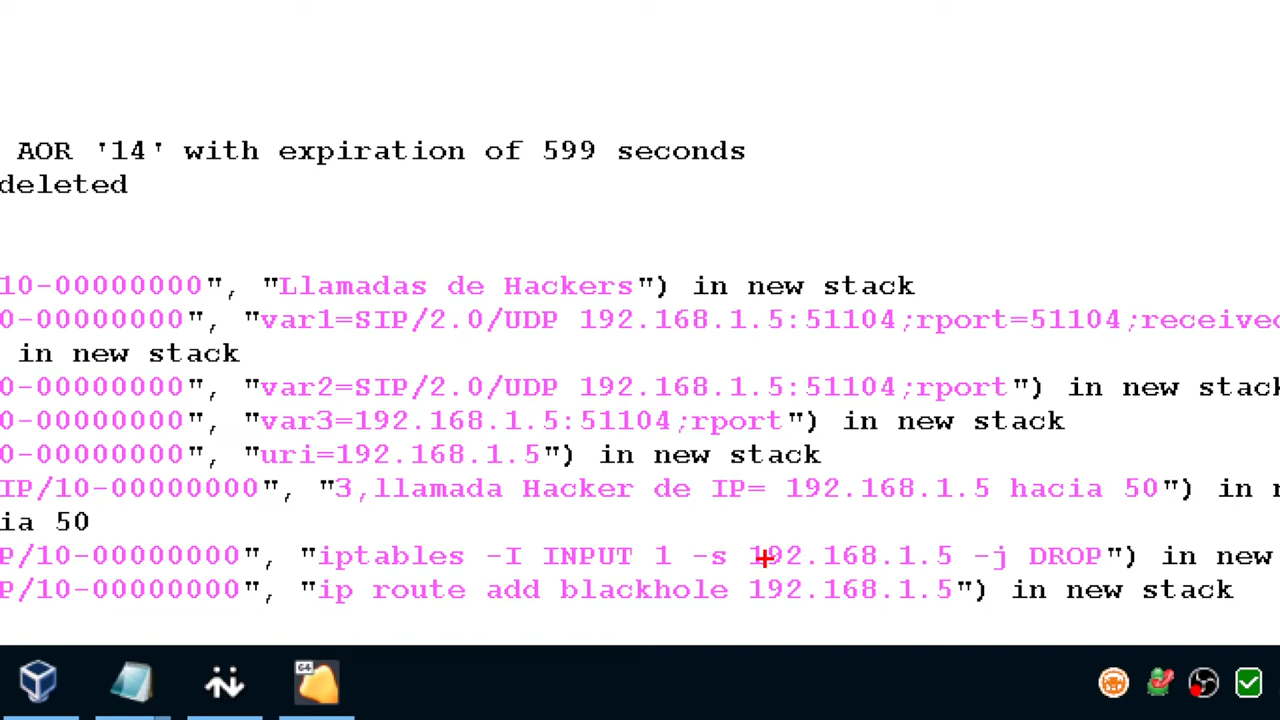 AOR '14' with expiration of 599 seconds
deleted
10-00000000", "Llamadas de Hackers") in new stack
0-00000000", "var1=SIP/2.0/UDP 192.168.1.5:51104;rport=51104;received
in new stack
0-00000000", "var2=SIP/2.0/UDP 192.168.1.5:51104;rport") in new stac
0-00000000", "var3=192.168.1.5:51104;rport") in new stack
0-00000000", "uri=192.168.1.5") in new stack
IP/10-00000000", "3,llamada Hacker de IP= 192.168.1.5 hacia 50") in n
ia 50
P/10-00000000", "iptables -I INPUT 1 -s 192.168.1.5 -j DROP") in new
P/10-00000000", "ip route add blackhole 192.168.1.5") in new stack
64